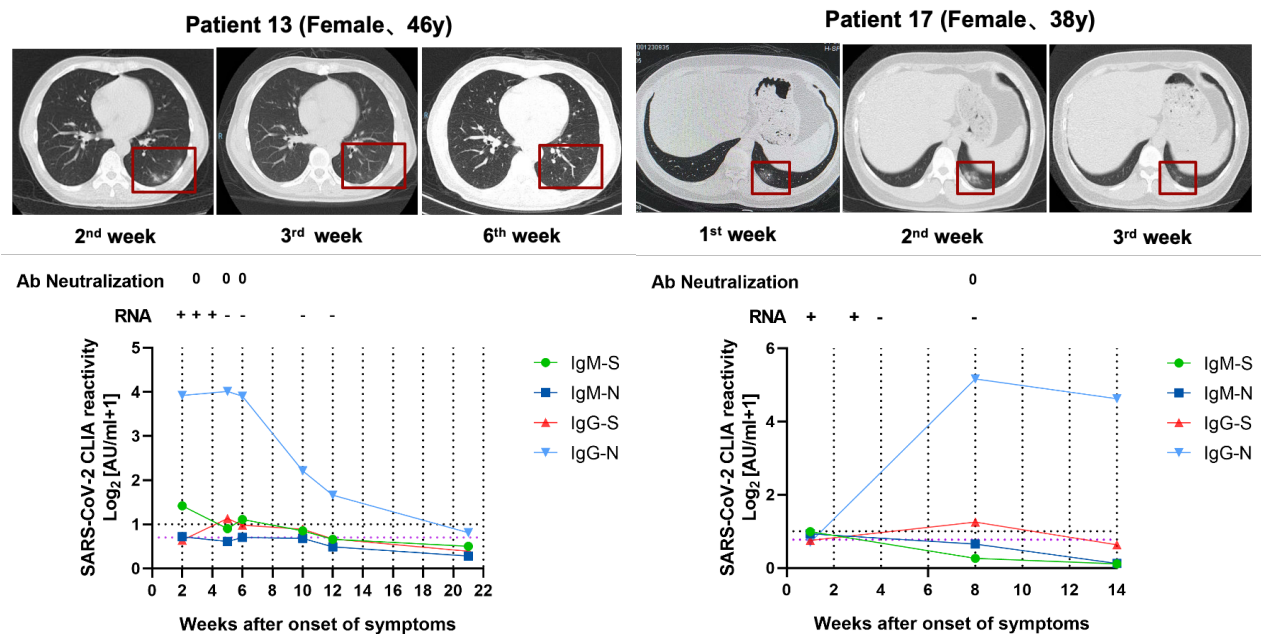 Patient 13 (Female、46y)
R
R
2nd week
3rd week
6th week
Ab Neutralization 0 0 0
RNA + + + - - - -
SARS-CoV-2 CLIA reactivity
Log2 [AU/ml+1]
5
4
3
2
1
0
0 2 4 6 8 10 12 14 16 18 20 22
Weeks after onset of symptoms
IgM-S
IgM-N
IgG-S
IgG-N
Patient 17 (Female、38y)
1st week
2nd week
3rd week
Ab Neutralization 0
RNA + + - -
SARS-CoV-2 CLIA reactivity
Log2 [AU/ml+1]
6
4
2
0
0 2 4 6 8 10 12 14
Weeks after onset of symptoms
IgM-S
IgM-N
IgG-S
IgG-N